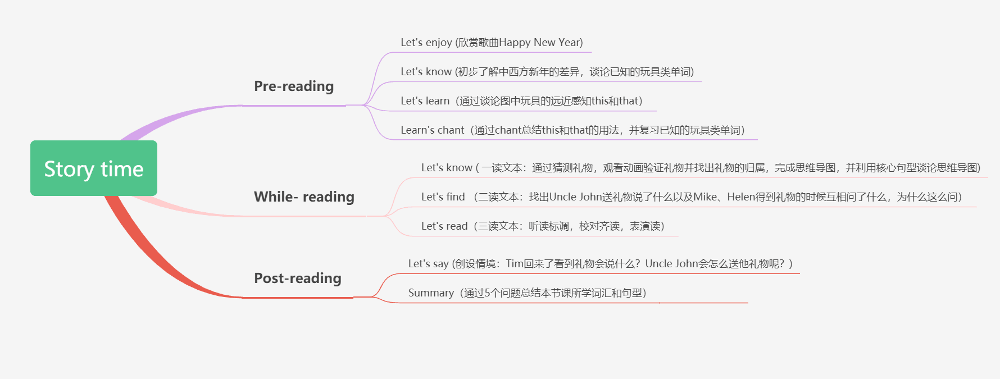 Story time
Pre-reading
Let's enjoy (欣赏歌曲Happy New Year)
Let's know (初步了解中西方新年的差异，谈论已知的玩具类单词)
Let's learn（通过谈论图中玩具的远近感知this和that）
Learn's chant（通过chant总结this和that的用法，并复习已知的玩具类单词）
While- reading
Let's know ( 一读文本：通过猜测礼物，观看动画验证礼物并找出礼物的归属，完成思维导图，并利用核心句型谈论思维导图)
Let's find （二读文本：找出Uncle John送礼物说了什么以及Mike、Helen得到礼物的时候互相问了什么，为什么这么问）
Let's read（三读文本：听读标调，校对齐读，表演读）
Post-reading
Let's say (创设情境：Tim回来了看到礼物会说什么？Uncle John会怎么送他礼物呢？)
Summary（通过5个问题总结本节课所学词汇和句型）